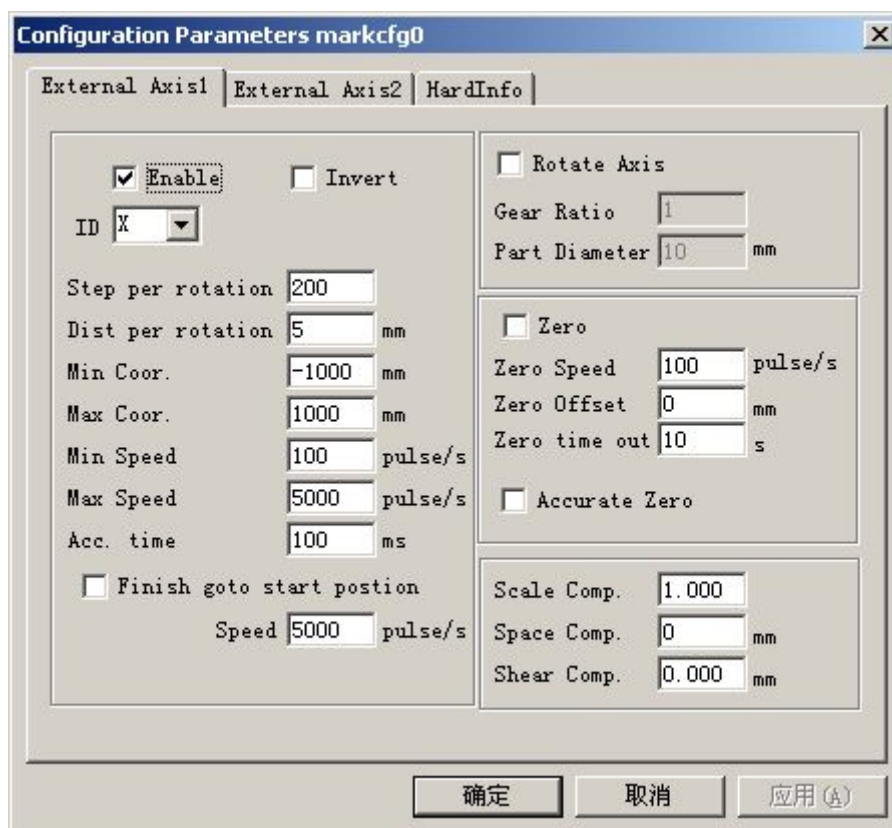 Configuration Parameters markcfg0
External Axis1 External Axis2 HardInfo
Enable Invert
ID X
Step per rotation 200
Dist per rotation 5 mm
Min Coor. -1000 mm
Max Coor. 1000 mm
Min Speed 100 pulse/s
Max Speed 5000 pulse/s
Acc. time 100 ms
Finish goto start postion
Speed 5000 pulse/s
Rotate Axis
Gear Ratio 1
Part Diameter 10 mm
Zero
Zero Speed 100 pulse/s
Zero Offset 0 mm
Zero time out 10 s
Accurate Zero
Scale Comp. 1.000
Space Comp. 0 mm
Shear Comp. 0.000 mm
确定 取消 应用(A)